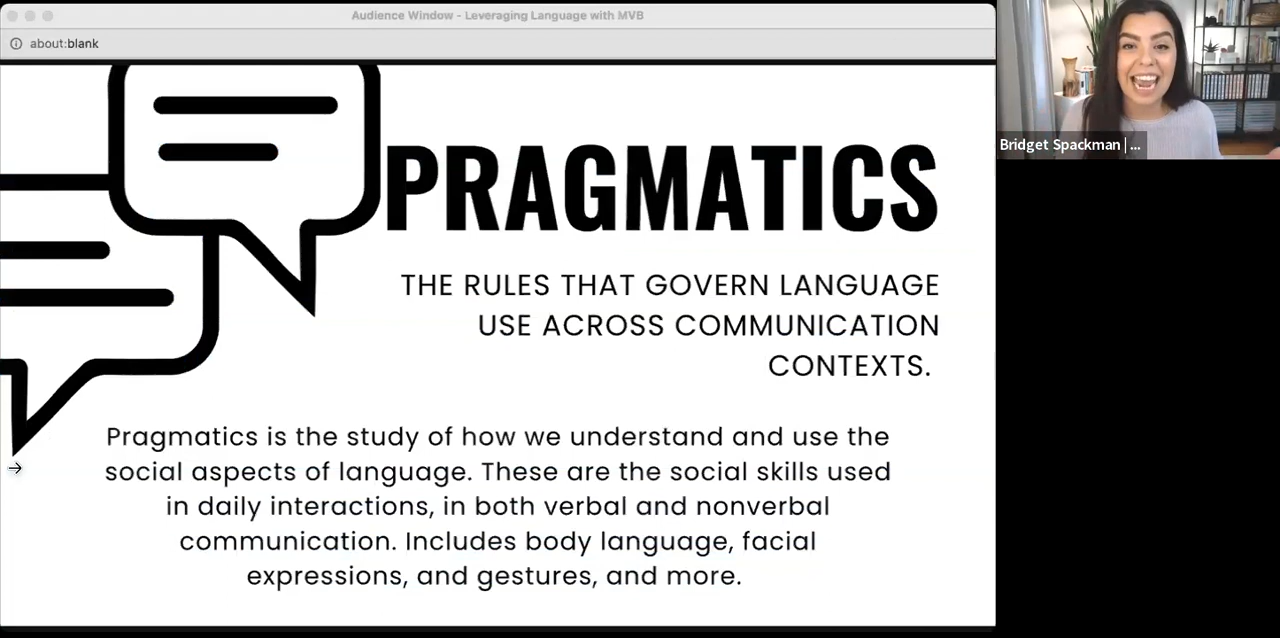 Audience Window - Leveraging Language with MVB
about:blank
PRAGMATICS
THE RULES THAT GOVERN LANGUAGE
USE ACROSS COMMUNICATION
CONTEXTS.
Pragmatics is the study of how we understand and use the
social aspects of language. These are the social skills used
in daily interactions, in both verbal and nonverbal
communication. Includes body language, facial
expressions, and gestures, and more.
Bridget Spackman | ...